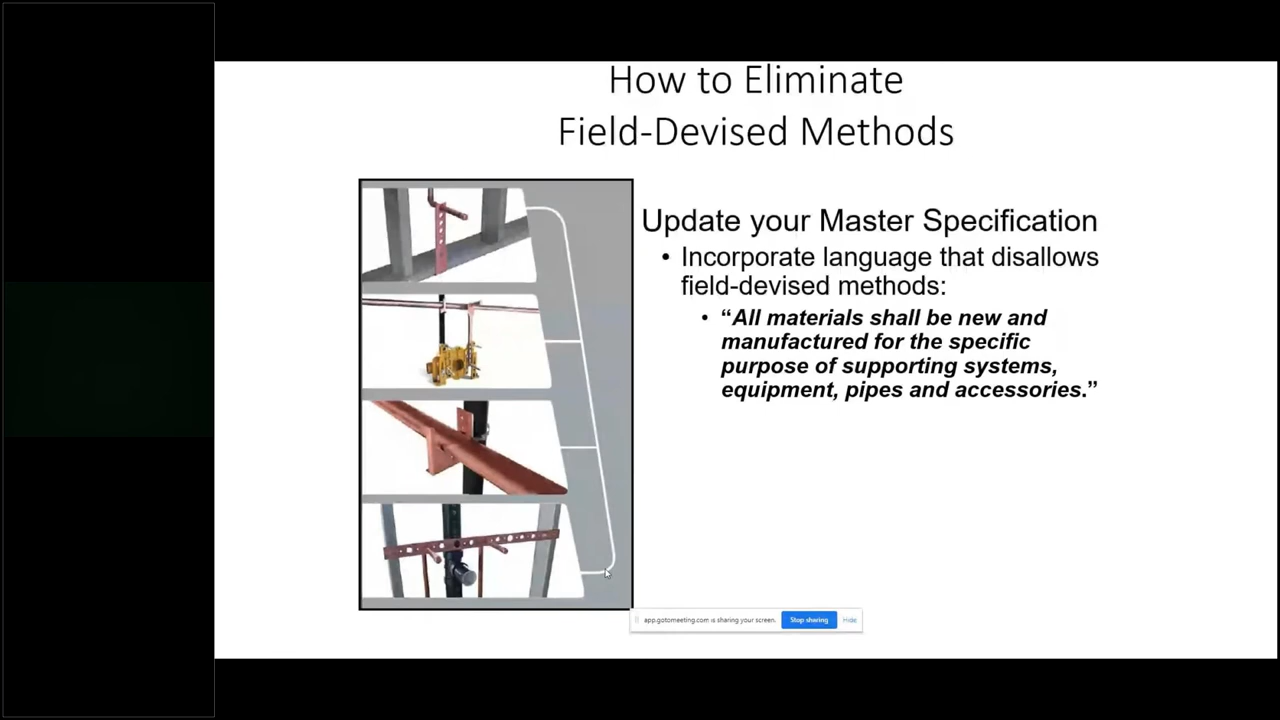 How to Eliminate
Field-Devised Methods
Update your Master Specification
• Incorporate language that disallows
field-devised methods:
• “All materials shall be new and
manufactured for the specific
purpose of supporting systems,
equipment, pipes and accessories.”
app.gotomeeting.com is sharing your screen. Stop sharing Hide